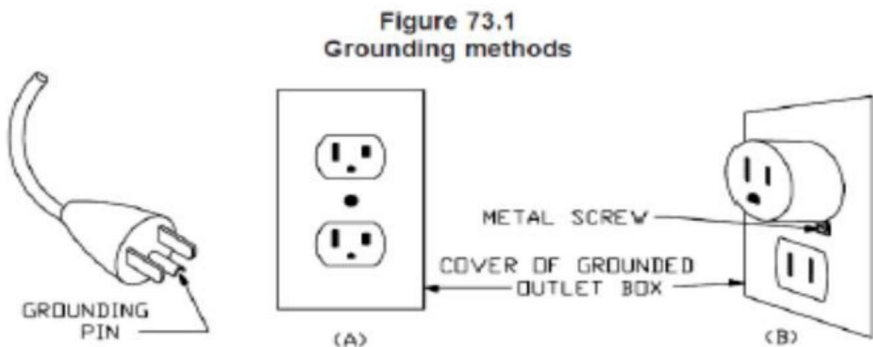 Figure 73.1
Grounding methods
METAL SCREW
COVER OF GROUNDED
OUTLET BOX
GROUNDING
PIN
(A)
(B)